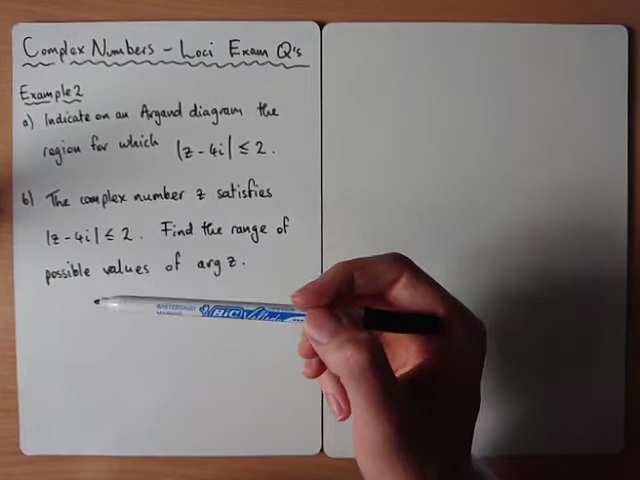 Complex Numbers - Loci Exam Q's
Example 2
a) Indicate on an Argand diagram the
region for which |z - 4i| ≤ 2.
b) The complex number z satisfies
|z - 4i| ≤ 2. Find the range of
possible values of arg z.
BIC Velleda